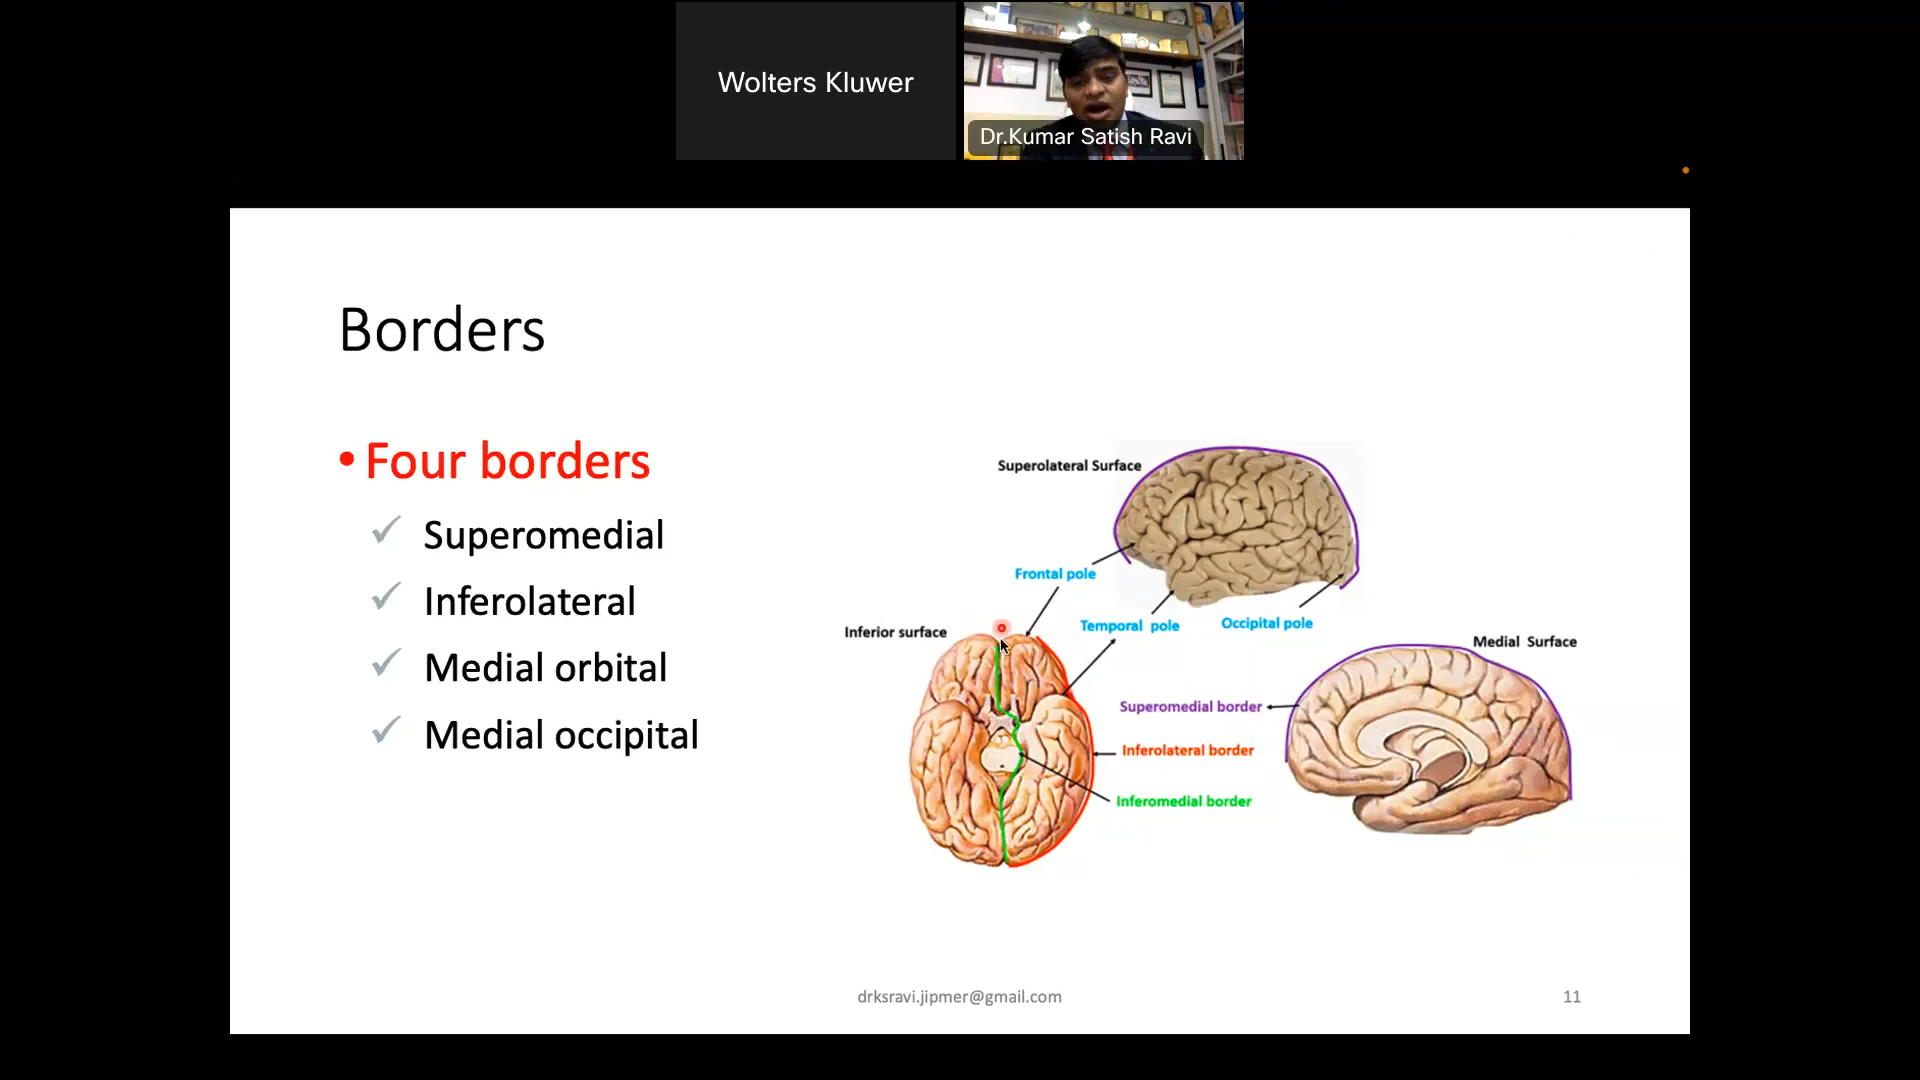 Wolters Kluwer
Dr.Kumar Satish Ravi
Borders
• Four borders
✓ Superomedial
✓ Inferolateral
✓ Medial orbital
✓ Medial occipital
Superolateral Surface
Frontal pole
Temporal pole
Occipital pole
Inferior surface
Medial Surface
Superomedial border
Inferolateral border
Inferomedial border
drksravi.jipmer@gmail.com
11